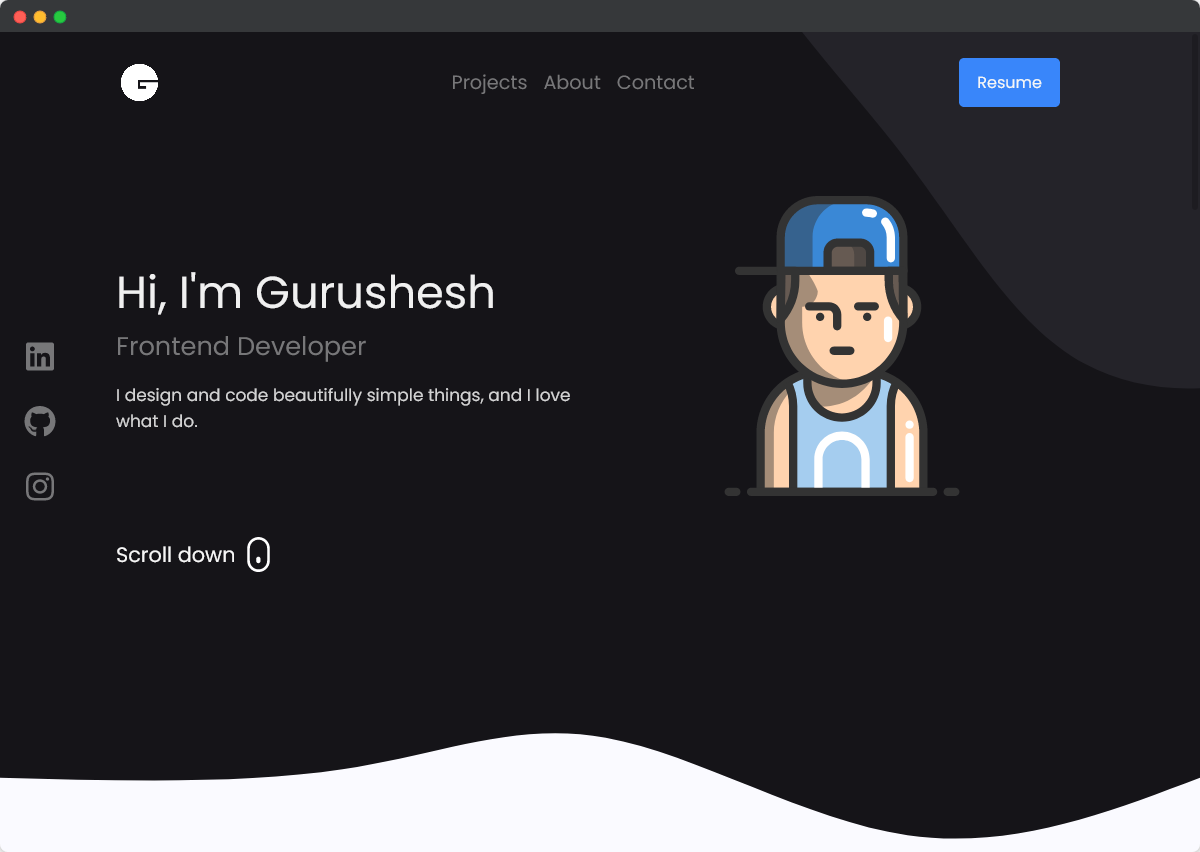 G
Projects About Contact
Resume
Hi, I'm Gurushesh
Frontend Developer
I design and code beautifully simple things, and I love
what I do.
in
Scroll down